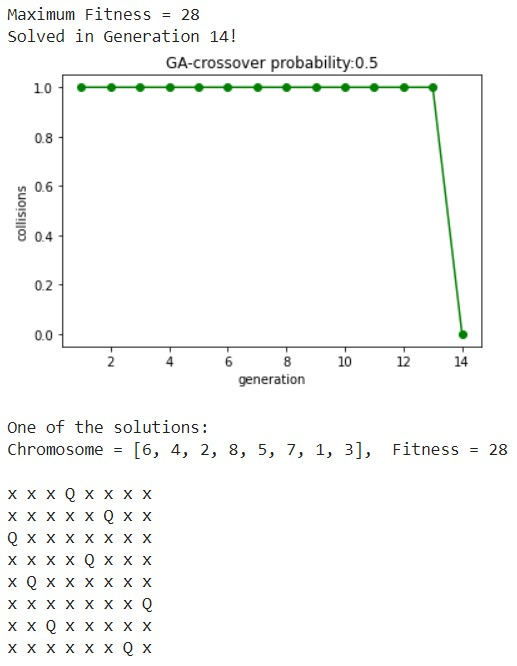 Maximum Fitness = 28
Solved in Generation 14!
GA-crossover probability:0.5
1.0
0.8
0.6
0.4
0.2
0.0
collisions
2 4 6 8 10 12 14
generation
One of the solutions:
Chromosome = [6, 4, 2, 8, 5, 7, 1, 3],  Fitness = 28
x x x Q x x x x
x x x x x Q x x
Q x x x x x x x
x x x x Q x x x
x Q x x x x x x
x x x x x x x Q
x x Q x x x x x
x x x x x x Q x